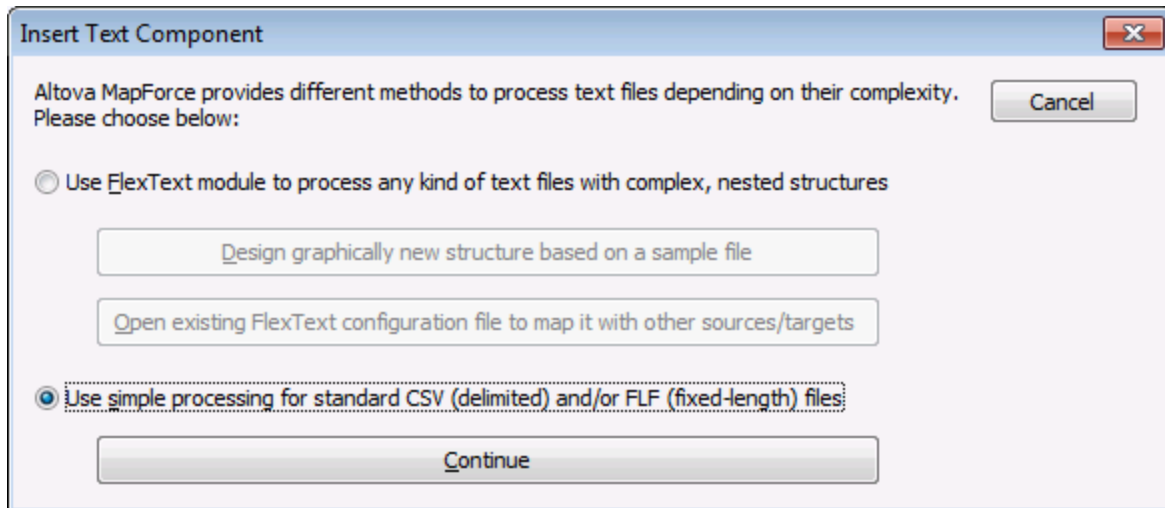 Insert Text Component
Altova MapForce provides different methods to process text files depending on their complexity.
Please choose below:
Cancel
Use FlexText module to process any kind of text files with complex, nested structures
Design graphically new structure based on a sample file
Open existing FlexText configuration file to map it with other sources/targets
Use simple processing for standard CSV (delimited) and/or FLF (fixed-length) files
Continue